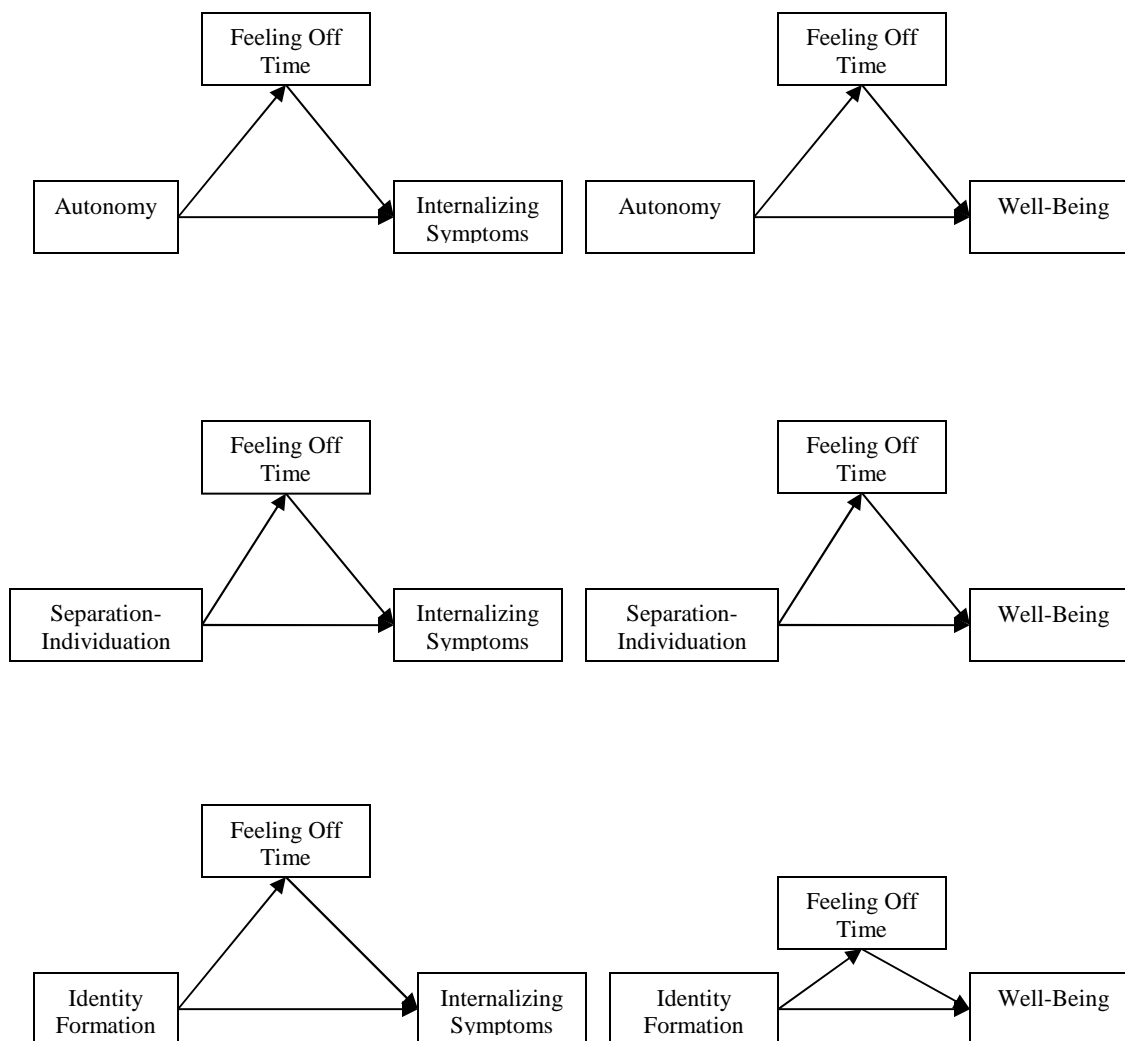 Feeling Off
Time
Feeling Off
Time
Autonomy
Internalizing
Symptoms
Autonomy
Well-Being
Feeling Off
Time
Feeling Off
Time
Separation-
Individuation
Internalizing
Symptoms
Separation-
Individuation
Well-Being
Feeling Off
Time
Feeling Off
Time
Identity
Formation
Internalizing
Symptoms
Identity
Formation
Well-Being